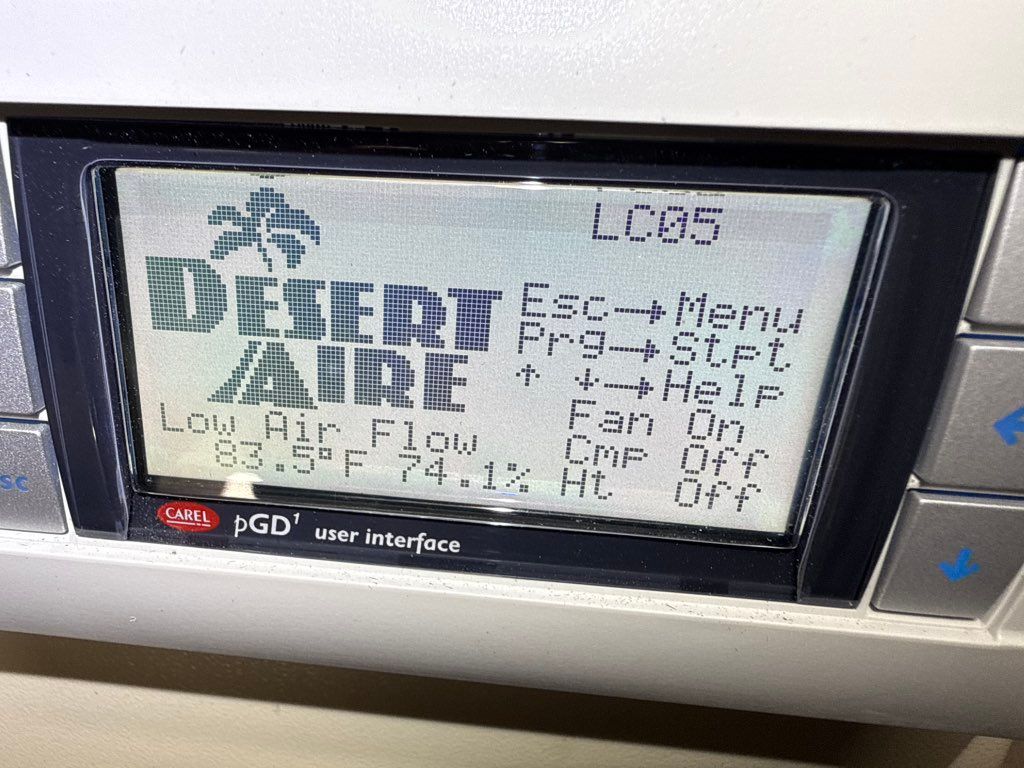 LC05
DESERT
AIRE
Esc→Menu
Prg→Stpt
↑ ↓→Help
Low Air Flow
Fan On
83.5°F 74.1%
Cmp Off
Ht Off
CAREL
pGD¹ user interface